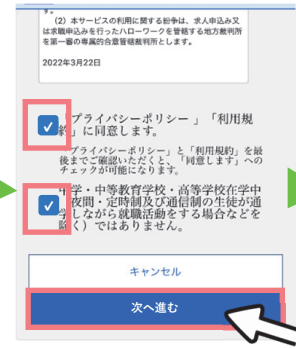 す。
（2）本サービスの利用に関する紛争は、求人申込み又
は求職申込みを行ったハローワークを管轄する地方裁判所
を第一審の専属的合意管轄裁判所とします。
2022年3月22日
「プライバシーポリシー 」「利用規
約」に同意します。
「プライバシーポリシー」と「利用規約」を最
後までご確認いただくと、「同意します」への
チェックが可能になります。
中学・中等教育学校・高等学校在学中
（夜間・定時制及び通信制の生徒が通
学しながら就職活動をする場合などを
除く）ではありません。
キャンセル
次へ進む